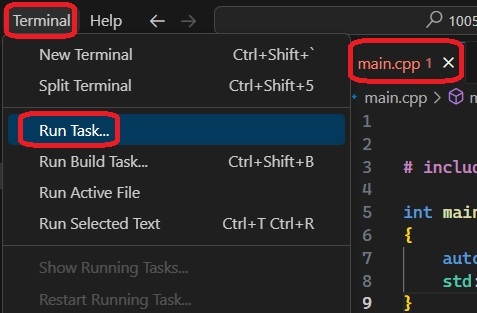 Terminal Help 1005
New Terminal Ctrl+Shift+`
Split Terminal Ctrl+Shift+5
Run Task...
Run Build Task... Ctrl+Shift+B
Run Active File
Run Selected Text Ctrl+T Ctrl+R
Show Running Tasks...
Restart Running Task...
main.cpp 1
main.cpp > m
1
3 # includ
5 int main
6 {
7 auto
8 std:
9 }